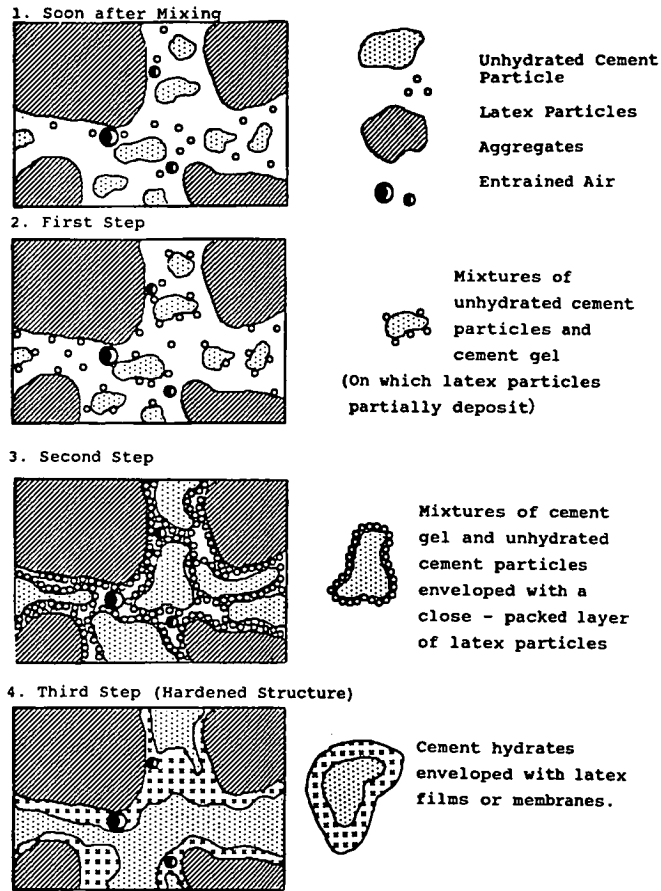 1. Soon after Mixing
Unhydrated Cement
Particle
Latex Particles
Aggregates
Entrained Air
2. First Step
Mixtures of
unhydrated cement
particles and
cement gel
(On which latex particles
partially deposit)
3. Second Step
Mixtures of cement
gel and unhydrated
cement particles
enveloped with a
close - packed layer
of latex particles
4. Third Step (Hardened Structure)
Cement hydrates
enveloped with latex
films or membranes.